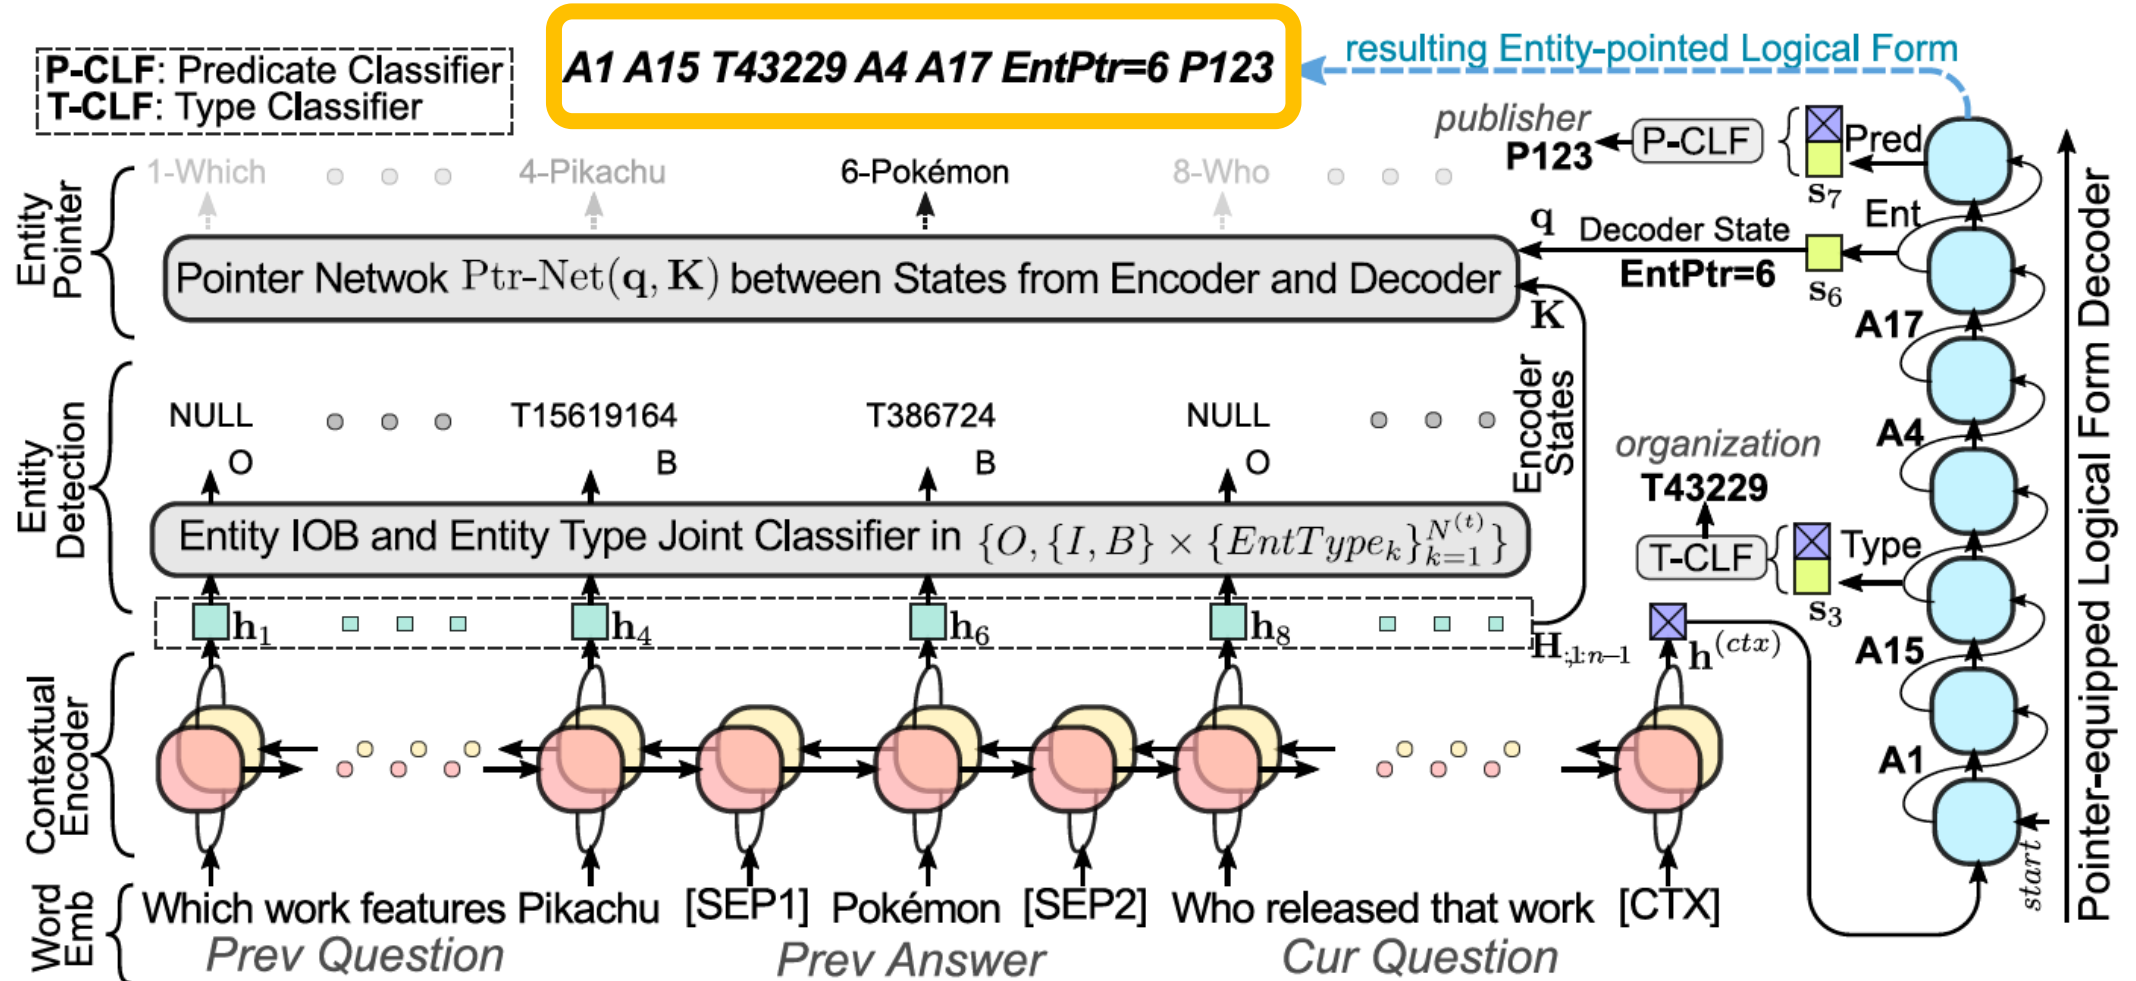 P-CLF: Predicate Classifier
T-CLF: Type Classifier
A1 A15 T43229 A4 A17 EntPtr=6 P123
resulting Entity-pointed Logical Form
publisher
P123
P-CLF
Pred
s7
Entity Pointer
1-Which
4-Pikachu
6-Pokémon
8-Who
Pointer Netwok Ptr-Net(q, K) between States from Encoder and Decoder
q
K
Decoder State
EntPtr=6
s6
Ent
A17
A4
A15
A1
start
Pointer-equipped Logical Form Decoder
Entity Detection
NULL
O
T15619164
B
T386724
B
NULL
O
Encoder States
Entity IOB and Entity Type Joint Classifier in {O, {I, B} × {EntType_k}_{k=1}^{N^{(t)}}}
organization
T43229
T-CLF
Type
s3
h1
h4
h6
h8
H:,1:n−1
h(ctx)
Contextual Encoder
Word Emb
Which work features Pikachu [SEP1] Pokémon [SEP2] Who released that work [CTX]
Prev Question
Prev Answer
Cur Question